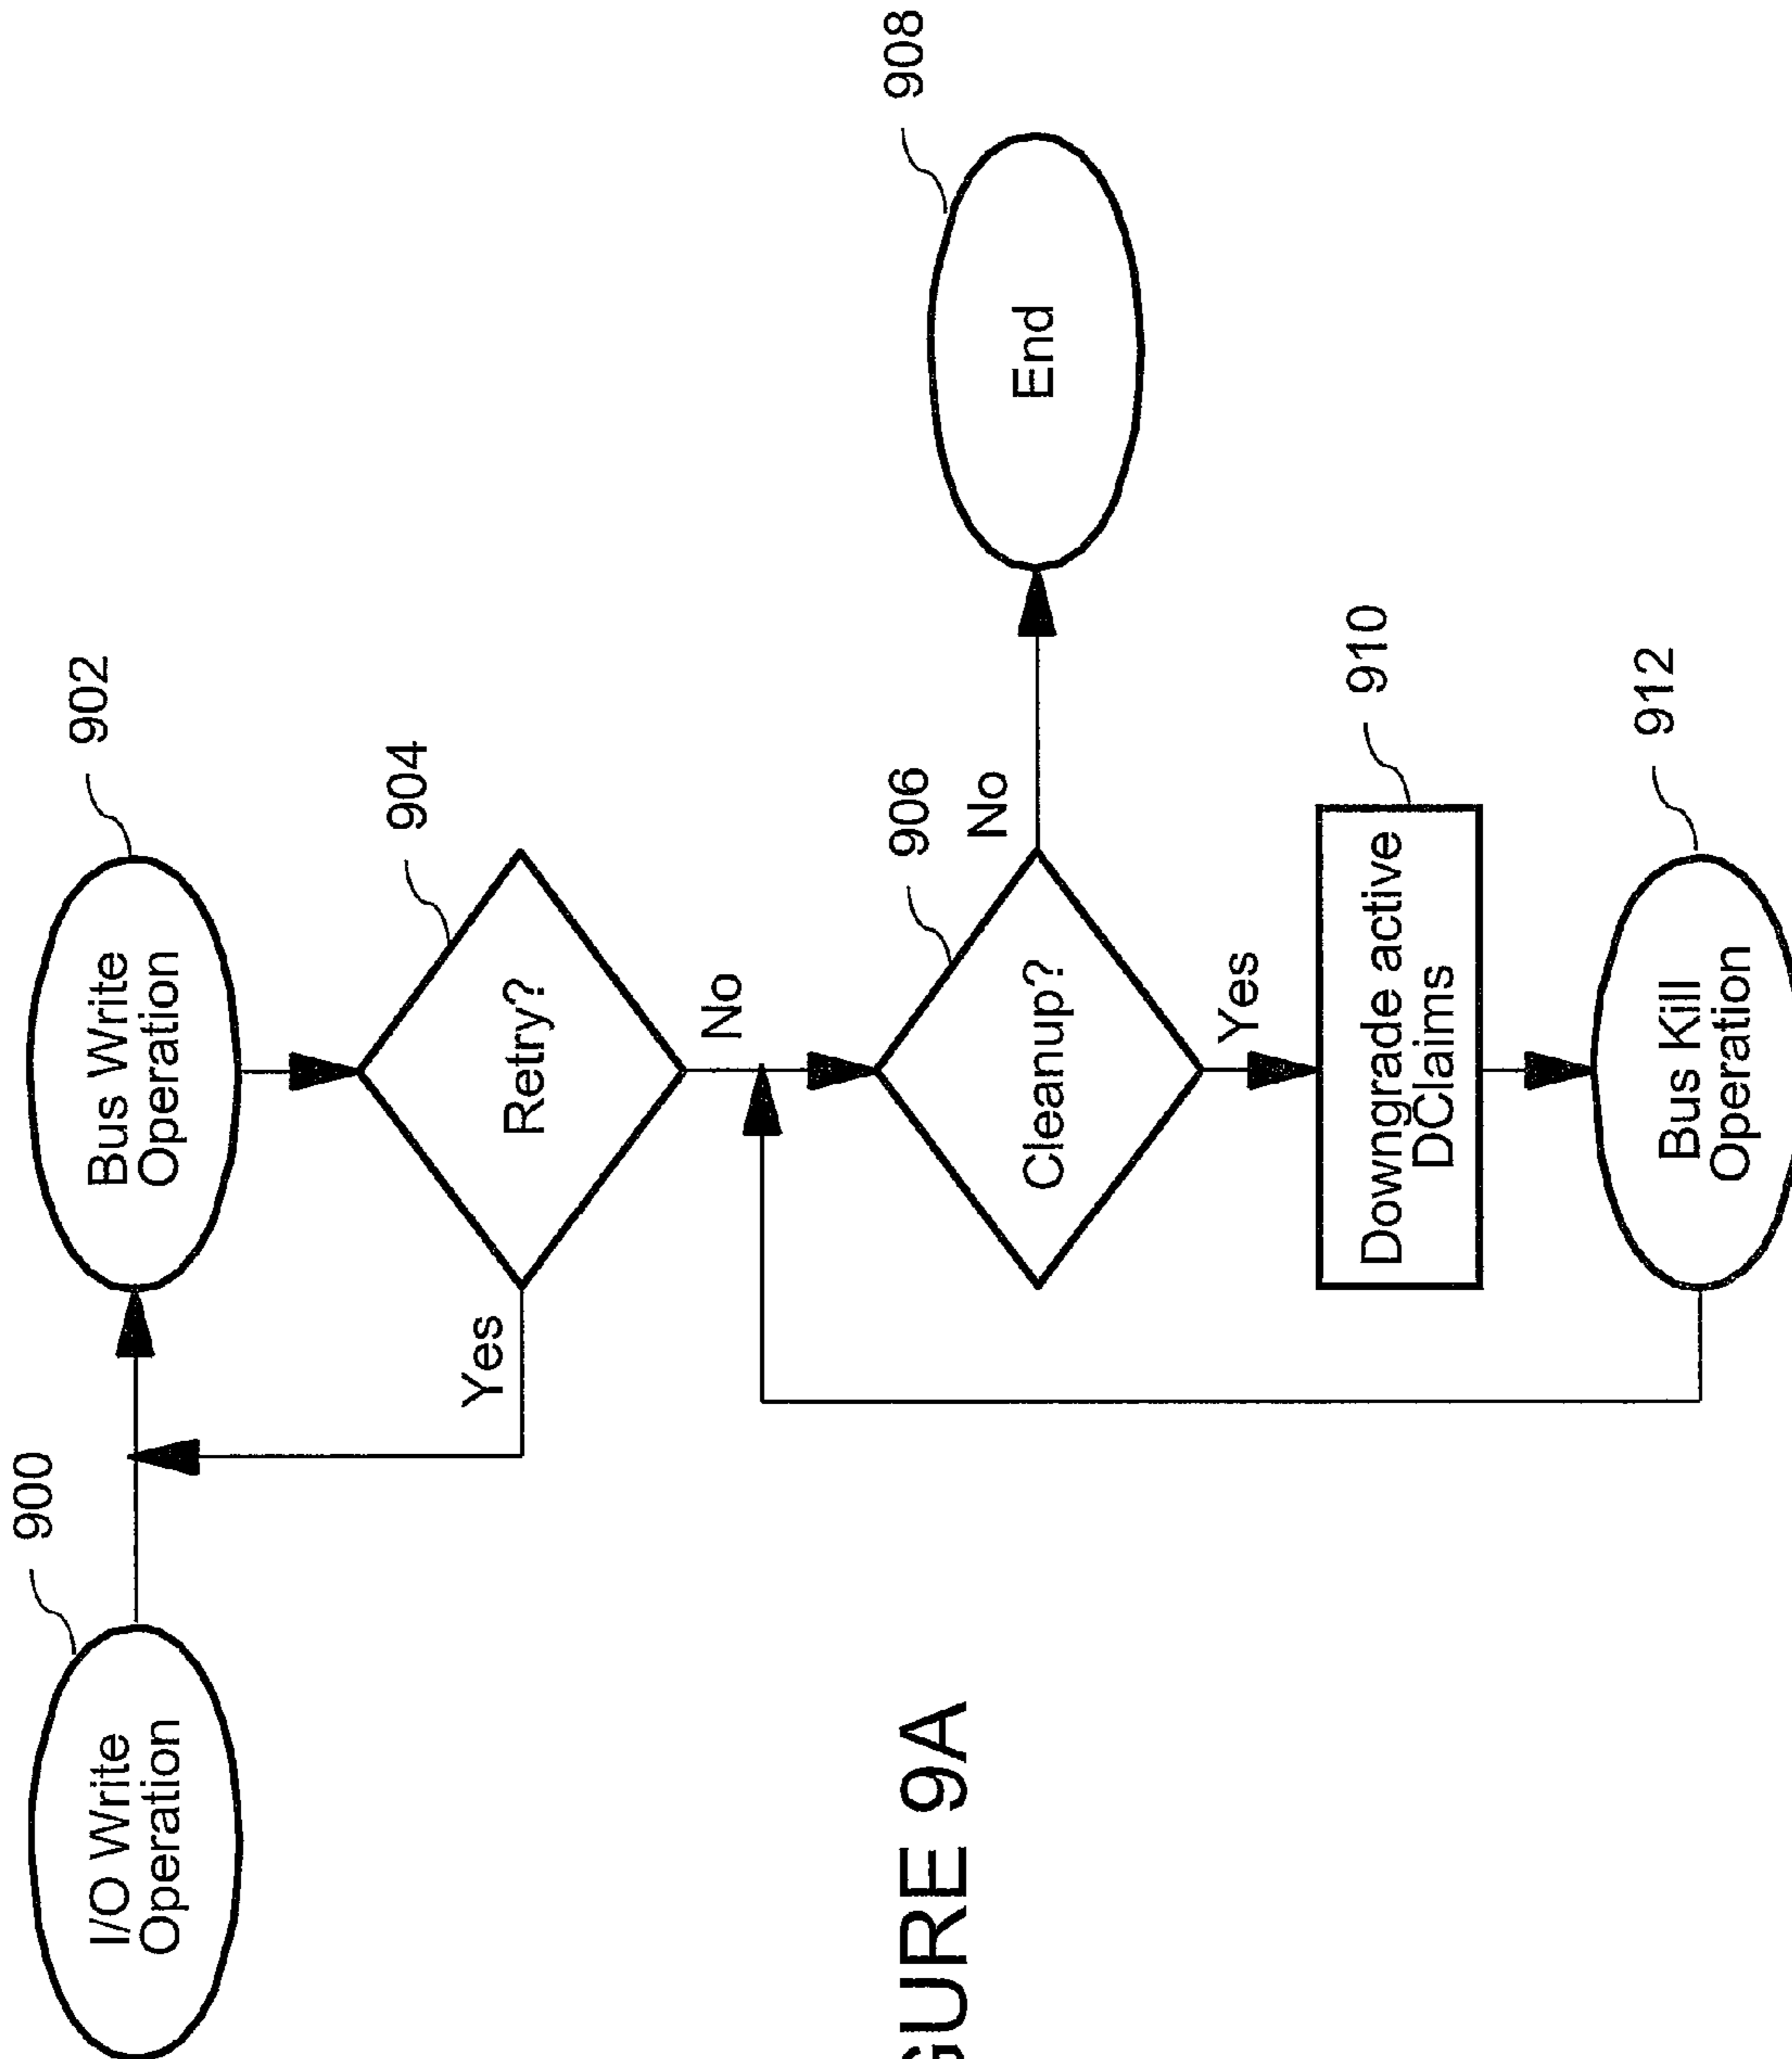 900
I/O Write
Operation
902
Bus Write
Operation
904
Retry?
Yes
No
906
Cleanup?
No
908
End
Yes
910
Downgrade active
DClaims
912
Bus Kill
Operation
GURE 9A